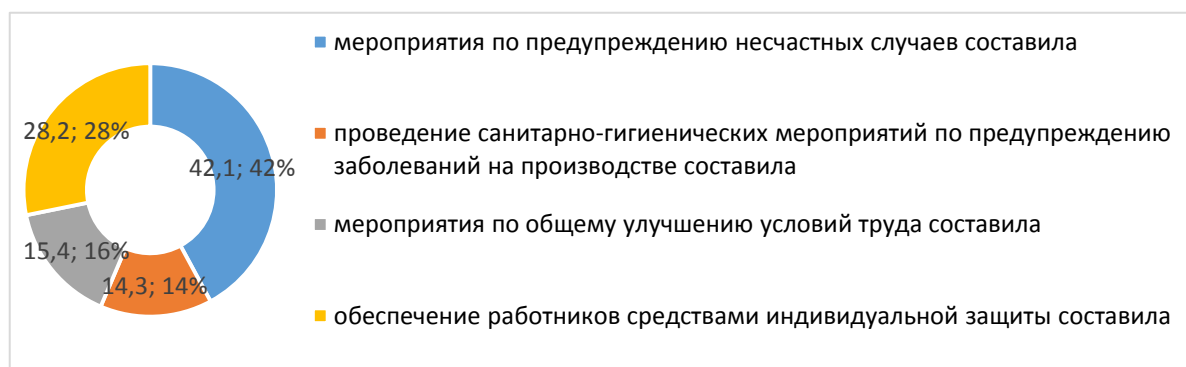 мероприятия по предупреждению несчастных случаев составила
28,2; 28%
42,1; 42%
проведение санитарно-гигиенических мероприятий по предупреждению
заболеваний на производстве составила
мероприятия по общему улучшению условий труда составила
15,4; 16%
14,3; 14%
обеспечение работников средствами индивидуальной защиты составила